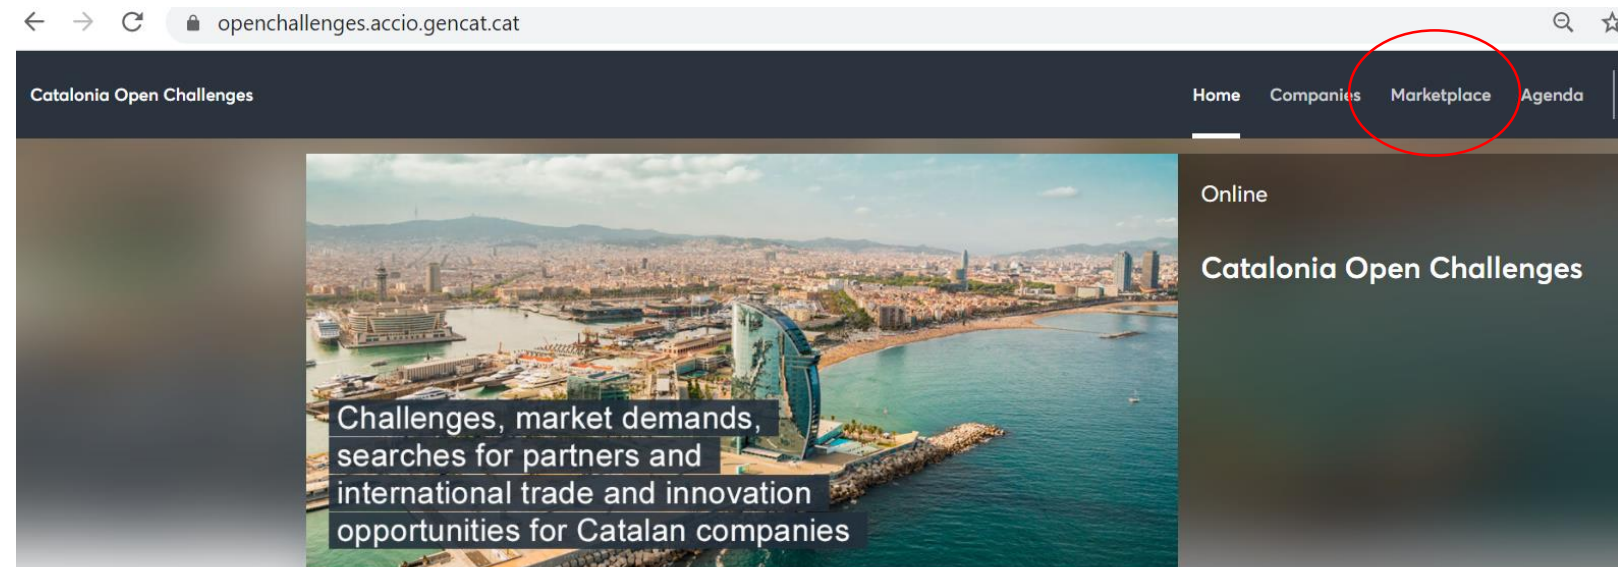 openchallenges.accio.gencat.cat
Catalonia Open Challenges
Home Companies Marketplace Agenda
Online
Catalonia Open Challenges
Challenges, market demands,
searches for partners and
international trade and innovation
opportunities for Catalan companies